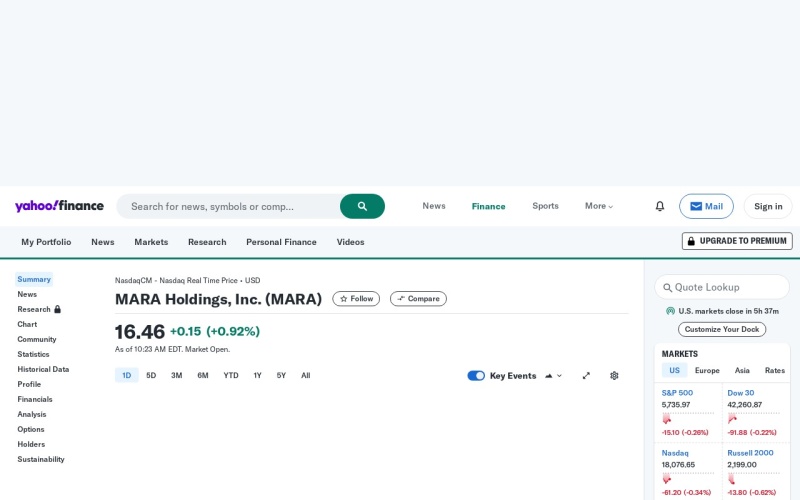 yahoo!finance
Search for news, symbols or comp...
News
Finance
Sports
More
Mail
Sign in
My Portfolio
News
Markets
Research
Personal Finance
Videos
UPGRADE TO PREMIUM
Summary
News
Research
Chart
Community
Statistics
Historical Data
Profile
Financials
Analysis
Options
Holders
Sustainability
NasdaqCM - Nasdaq Real Time Price • USD
MARA Holdings, Inc. (MARA)
Follow
Compare
16.46 +0.15 (+0.92%)
As of 10:23 AM EDT. Market Open.
1D 5D 3M 6M YTD 1Y 5Y All
Key Events
Quote Lookup
U.S. markets close in 5h 37m
Customize Your Dock
MARKETS
US Europe Asia Rates
S&P 500
5,735.97
-15.10 (-0.26%)
Dow 30
42,260.87
-91.88 (-0.22%)
Nasdaq
18,076.65
-61.20 (-0.34%)
Russell 2000
2,199.00
-13.80 (-0.62%)